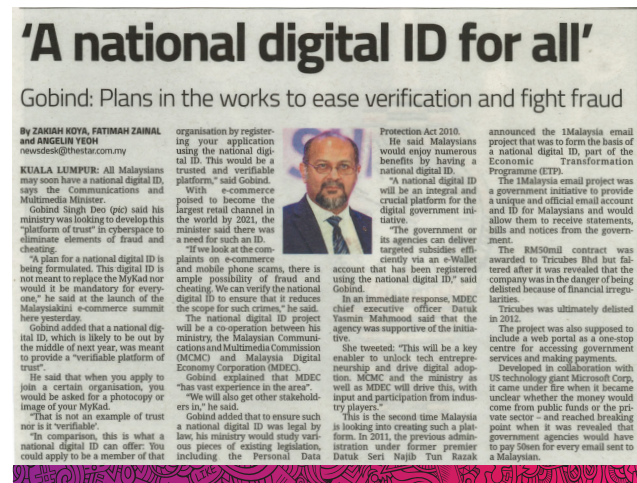 ‘A national digital ID for all’
Gobind: Plans in the works to ease verification and fight fraud
By ZAKIAH KOYA, FATIMAH ZAINAL
and ANGELIN YEOH
newsdesk@thestar.com.my
KUALA LUMPUR: All Malaysians
may soon have a national digital ID,
says the Communications and
Multimedia Minister.
Gobind Singh Deo (pic) said his
ministry was looking to develop this
“platform of trust” in cyberspace to
eliminate elements of fraud and
cheating.
“A plan for a national digital ID is
being formulated. This digital ID is
not meant to replace the MyKad nor
would it be mandatory for every-
one,” he said at the launch of the
Malaysiakini e-commerce summit
here yesterday.
Gobind added that a national dig-
ital ID, which is likely to be out by
the middle of next year, was meant
to provide a “verifiable platform of
trust”.
He said that when you apply to
join a certain organisation, you
would be asked for a photocopy or
image of your MyKad.
“That is not an example of trust
nor is it ‘verifiable’.
“In comparison, this is what a
national digital ID can offer: You
could apply to be a member of that
organisation by register-
ing your application
using the national digi-
tal ID. This would be a
trusted and verifiable
platform,” said Gobind.
With e-commerce
poised to become the
largest retail channel in
the world by 2021, the
minister said there was
a need for such an ID.
“If we look at the com-
plaints on e-commerce
and mobile phone scams, there is
ample possibility of fraud and
cheating. We can verify the national
digital ID to ensure that it reduces
the scope for such crimes,” he said.
The national digital ID project
will be a co-operation between his
ministry, the Malaysian Communi-
cations and Multimedia Commission
(MCMC) and Malaysia Digital
Economy Corporation (MDEC).
Gobind explained that MDEC
“has vast experience in the area”.
“We will also get other stakehold-
ers in,” he said.
Gobind added that to ensure such
a national digital ID was legal by
law, his ministry would study vari-
ous pieces of existing legislation,
including the Personal Data
Protection Act 2010.
He said Malaysians
would enjoy numerous
benefits by having a
national digital ID.
“A national digital ID
will be an integral and
crucial platform for the
digital government ini-
tiative.
“The government or
its agencies can deliver
targeted subsidies effi-
ciently via an e-Wallet
account that has been registered
using the national digital ID,” said
Gobind.
In an immediate response, MDEC
chief executive officer Datuk
Yasmin Mahmood said that the
agency was supportive of the initia-
tive.
She tweeted: “This will be a key
enabler to unlock tech entrepre-
neurship and drive digital adop-
tion. MCMC and the ministry as
well as MDEC will drive this, with
input and participation from indus-
try players.”
This is the second time Malaysia
is looking into creating such a plat-
form. In 2011, the previous admin-
istration under former premier
Datuk Seri Najib Tun Razak
announced the 1Malaysia email
project that was to form the basis of
a national digital ID, part of the
Economic Transformation
Programme (ETP).
The 1Malaysia email project was
a government initiative to provide
a unique and official email account
and ID for Malaysians and would
allow them to receive statements,
bills and notices from the govern-
ment.
The RM50mil contract was
awarded to Tricubes Bhd but fal-
tered after it was revealed that the
company was in the danger of being
delisted because of financial irregu-
larities.
Tricubes was ultimately delisted
in 2012.
The project was also supposed to
include a web portal as a one-stop
centre for accessing government
services and making payments.
Developed in collaboration with
US technology giant Microsoft Corp,
it came under fire when it became
unclear whether the money would
come from public funds or the pri-
vate sector – and reached breaking
point when it was revealed that
government agencies would have
to pay 50sen for every email sent to
a Malaysian.